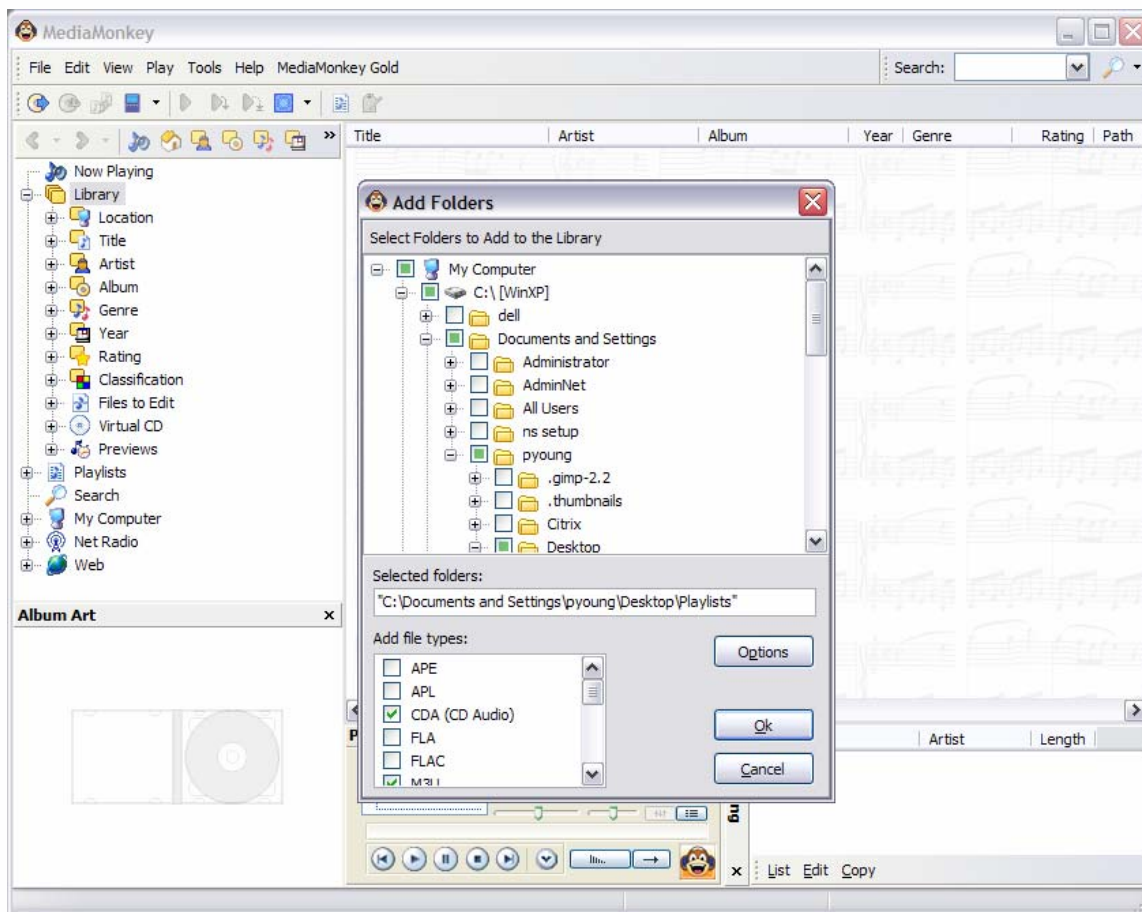 MediaMonkey
File Edit View Play Tools Help MediaMonkey Gold
Search:
Title Artist Album Year Genre Rating Path
Now Playing
Library
Location
Title
Artist
Album
Genre
Year
Rating
Classification
Files to Edit
Virtual CD
Previews
Playlists
Search
My Computer
Net Radio
Web
Album Art
Add Folders
Select Folders to Add to the Library
My Computer
C:\ [WinXP]
dell
Documents and Settings
Administrator
AdminNet
All Users
ns setup
pyoung
.gimp-2.2
.thumbnails
Citrix
Desktop
Selected folders:
"C:\Documents and Settings\pyoung\Desktop\Playlists"
Add file types:
APE
APL
CDA (CD Audio)
FLA
FLAC
M3U
Options
Ok
Cancel
Artist Length
List Edit Copy